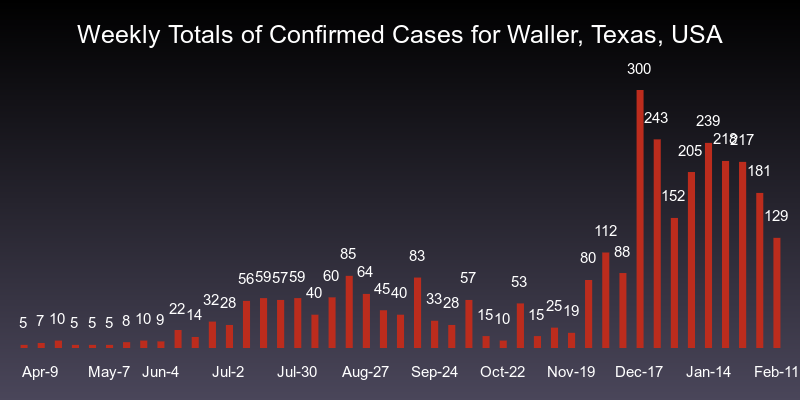 Weekly Totals of Confirmed Cases for Waller, Texas, USA
5 7 10 5 5 5 8 10 9 22 14 32 28 56 59 57 59 40 60 85 64 45 40 83 33 28 57 15 10 53 15 25 19 80 112 88 300 243 152 205 239 218 217 181 129
Apr-9 May-7 Jun-4 Jul-2 Jul-30 Aug-27 Sep-24 Oct-22 Nov-19 Dec-17 Jan-14 Feb-11